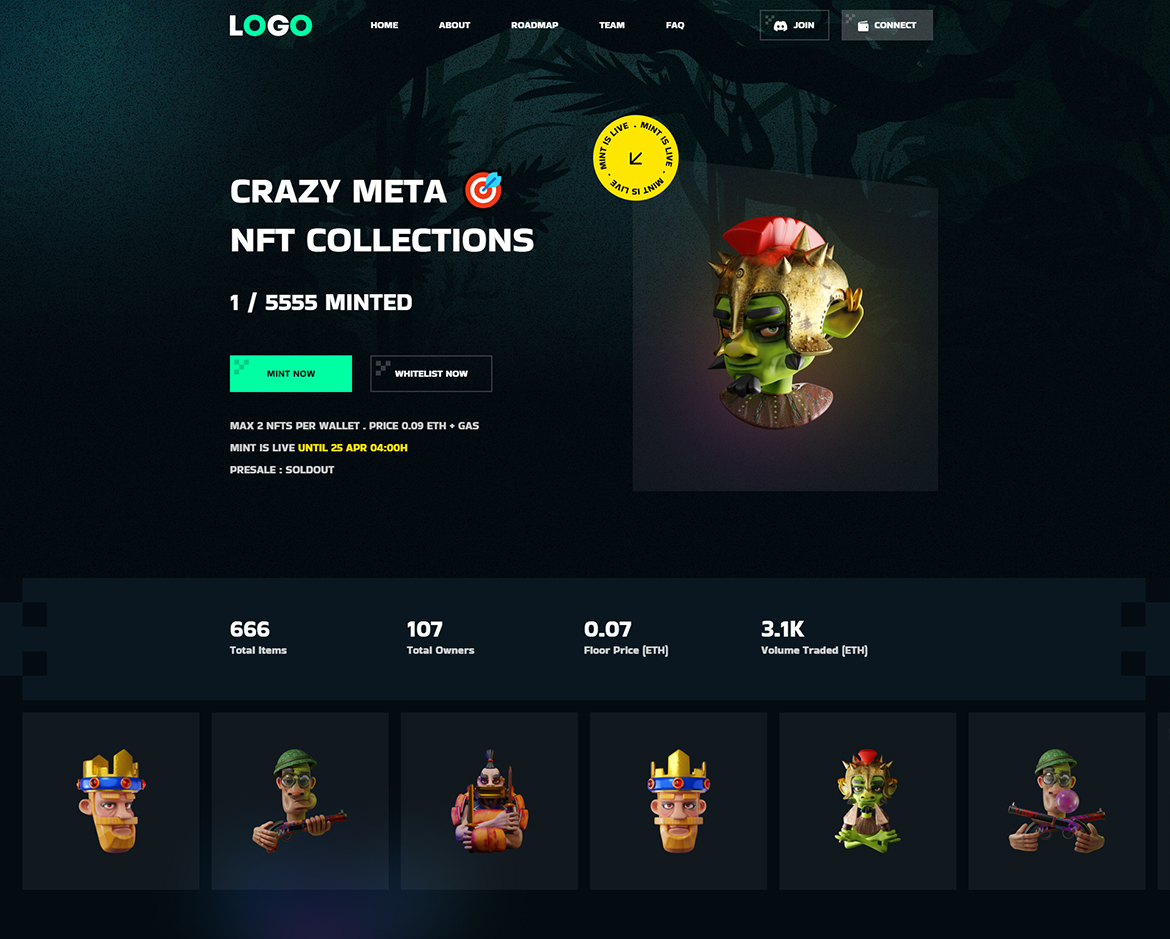 LOGO
HOME ABOUT ROADMAP TEAM FAQ JOIN CONNECT
MINT IS LIVE · MINT IS LIVE · MINT IS LIVE ·
CRAZY META 🎯
NFT COLLECTIONS
1 / 5555 MINTED
MINT NOW WHITELIST NOW
MAX 2 NFTS PER WALLET . PRICE 0.09 ETH + GAS
MINT IS LIVE UNTIL 25 APR 04:00H
PRESALE : SOLDOUT
666 107 0.07 3.1K
Total Items Total Owners Floor Price (ETH) Volume Traded (ETH)